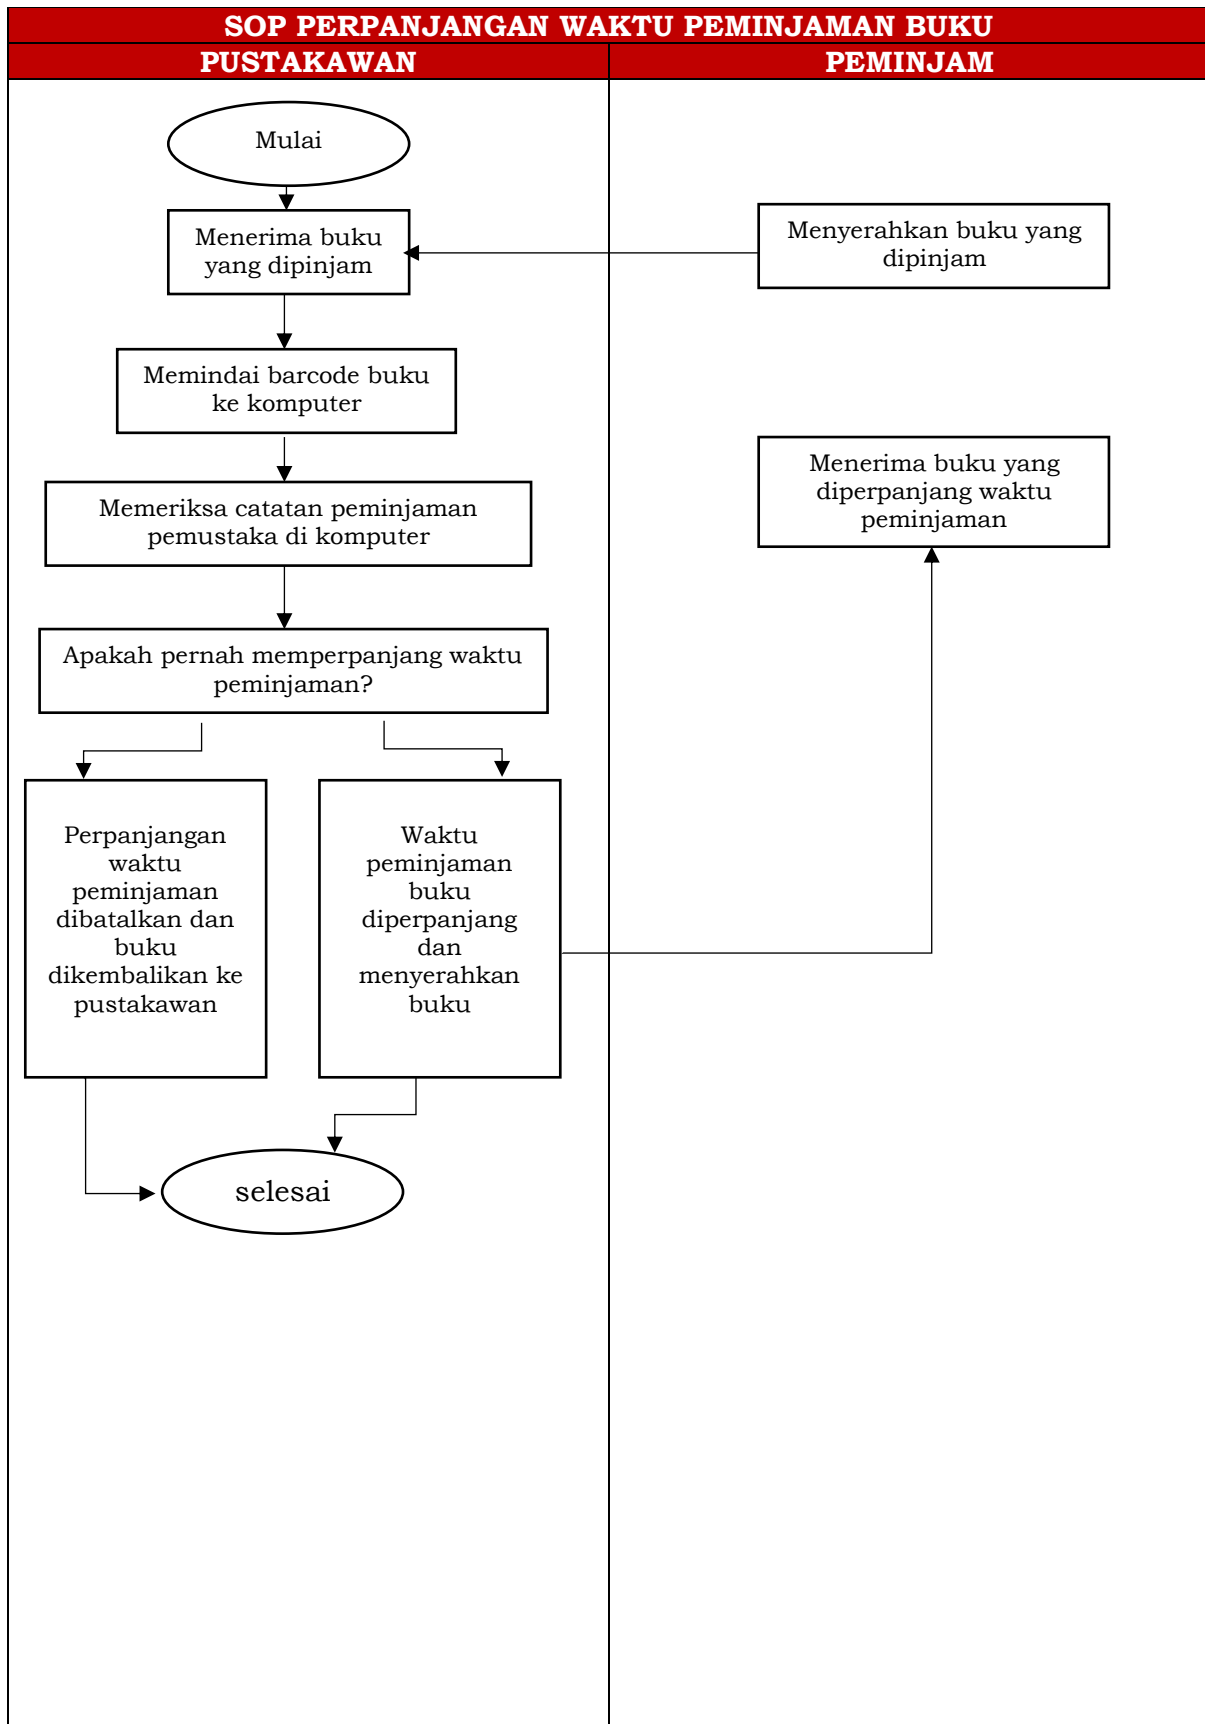 SOP PERPANJANGAN WAKTU PEMINJAMAN BUKU
PUSTAKAWAN
PEMINJAM
Mulai
Menerima buku
yang dipinjam
Menyerahkan buku yang
dipinjam
Memindai barcode buku
ke komputer
Memeriksa catatan peminjaman
pemustaka di komputer
Menerima buku yang
diperpanjang waktu
peminjaman
Apakah pernah memperpanjang waktu
peminjaman?
Perpanjangan
waktu
peminjaman
dibatalkan dan
buku
dikembalikan ke
pustakawan
Waktu
peminjaman
buku
diperpanjang
dan
menyerahkan
buku
selesai